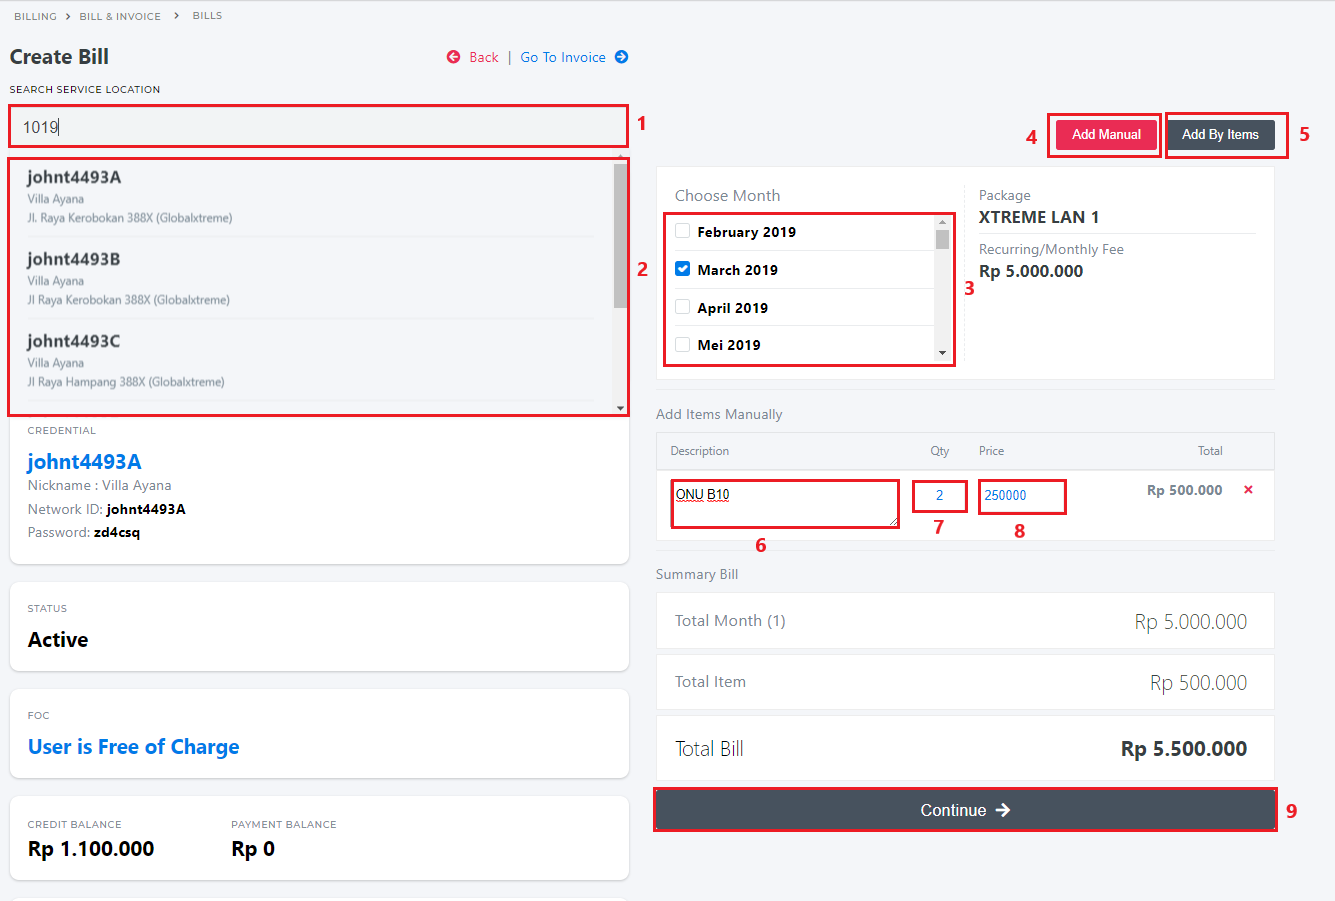 BILLING > BILL & INVOICE > BILLS
Create Bill
Back | Go To Invoice
SEARCH SERVICE LOCATION
1019
1
johnt4493A
Villa Ayana
Jl. Raya Kerobokan 388X (Globalxtreme)
johnt4493B
Villa Ayana
Jl Raya Kerobokan 388X (Globalxtreme)
johnt4493C
Villa Ayana
Jl Raya Hampang 388X (Globalxtreme)
2
CREDENTIAL
johnt4493A
Nickname : Villa Ayana
Network ID: johnt4493A
Password: zd4csq
STATUS
Active
FOC
User is Free of Charge
CREDIT BALANCE
Rp 1.100.000
PAYMENT BALANCE
Rp 0
4
Add Manual
Add By Items
5
Choose Month
February 2019
March 2019
April 2019
Mei 2019
3
Package
XTREME LAN 1
Recurring/Monthly Fee
Rp 5.000.000
Add Items Manually
Description Qty Price Total
ONU B10 2 250000 Rp 500.000 ×
6 7 8
Summary Bill
Total Month (1) Rp 5.000.000
Total Item Rp 500.000
Total Bill Rp 5.500.000
Continue →
9